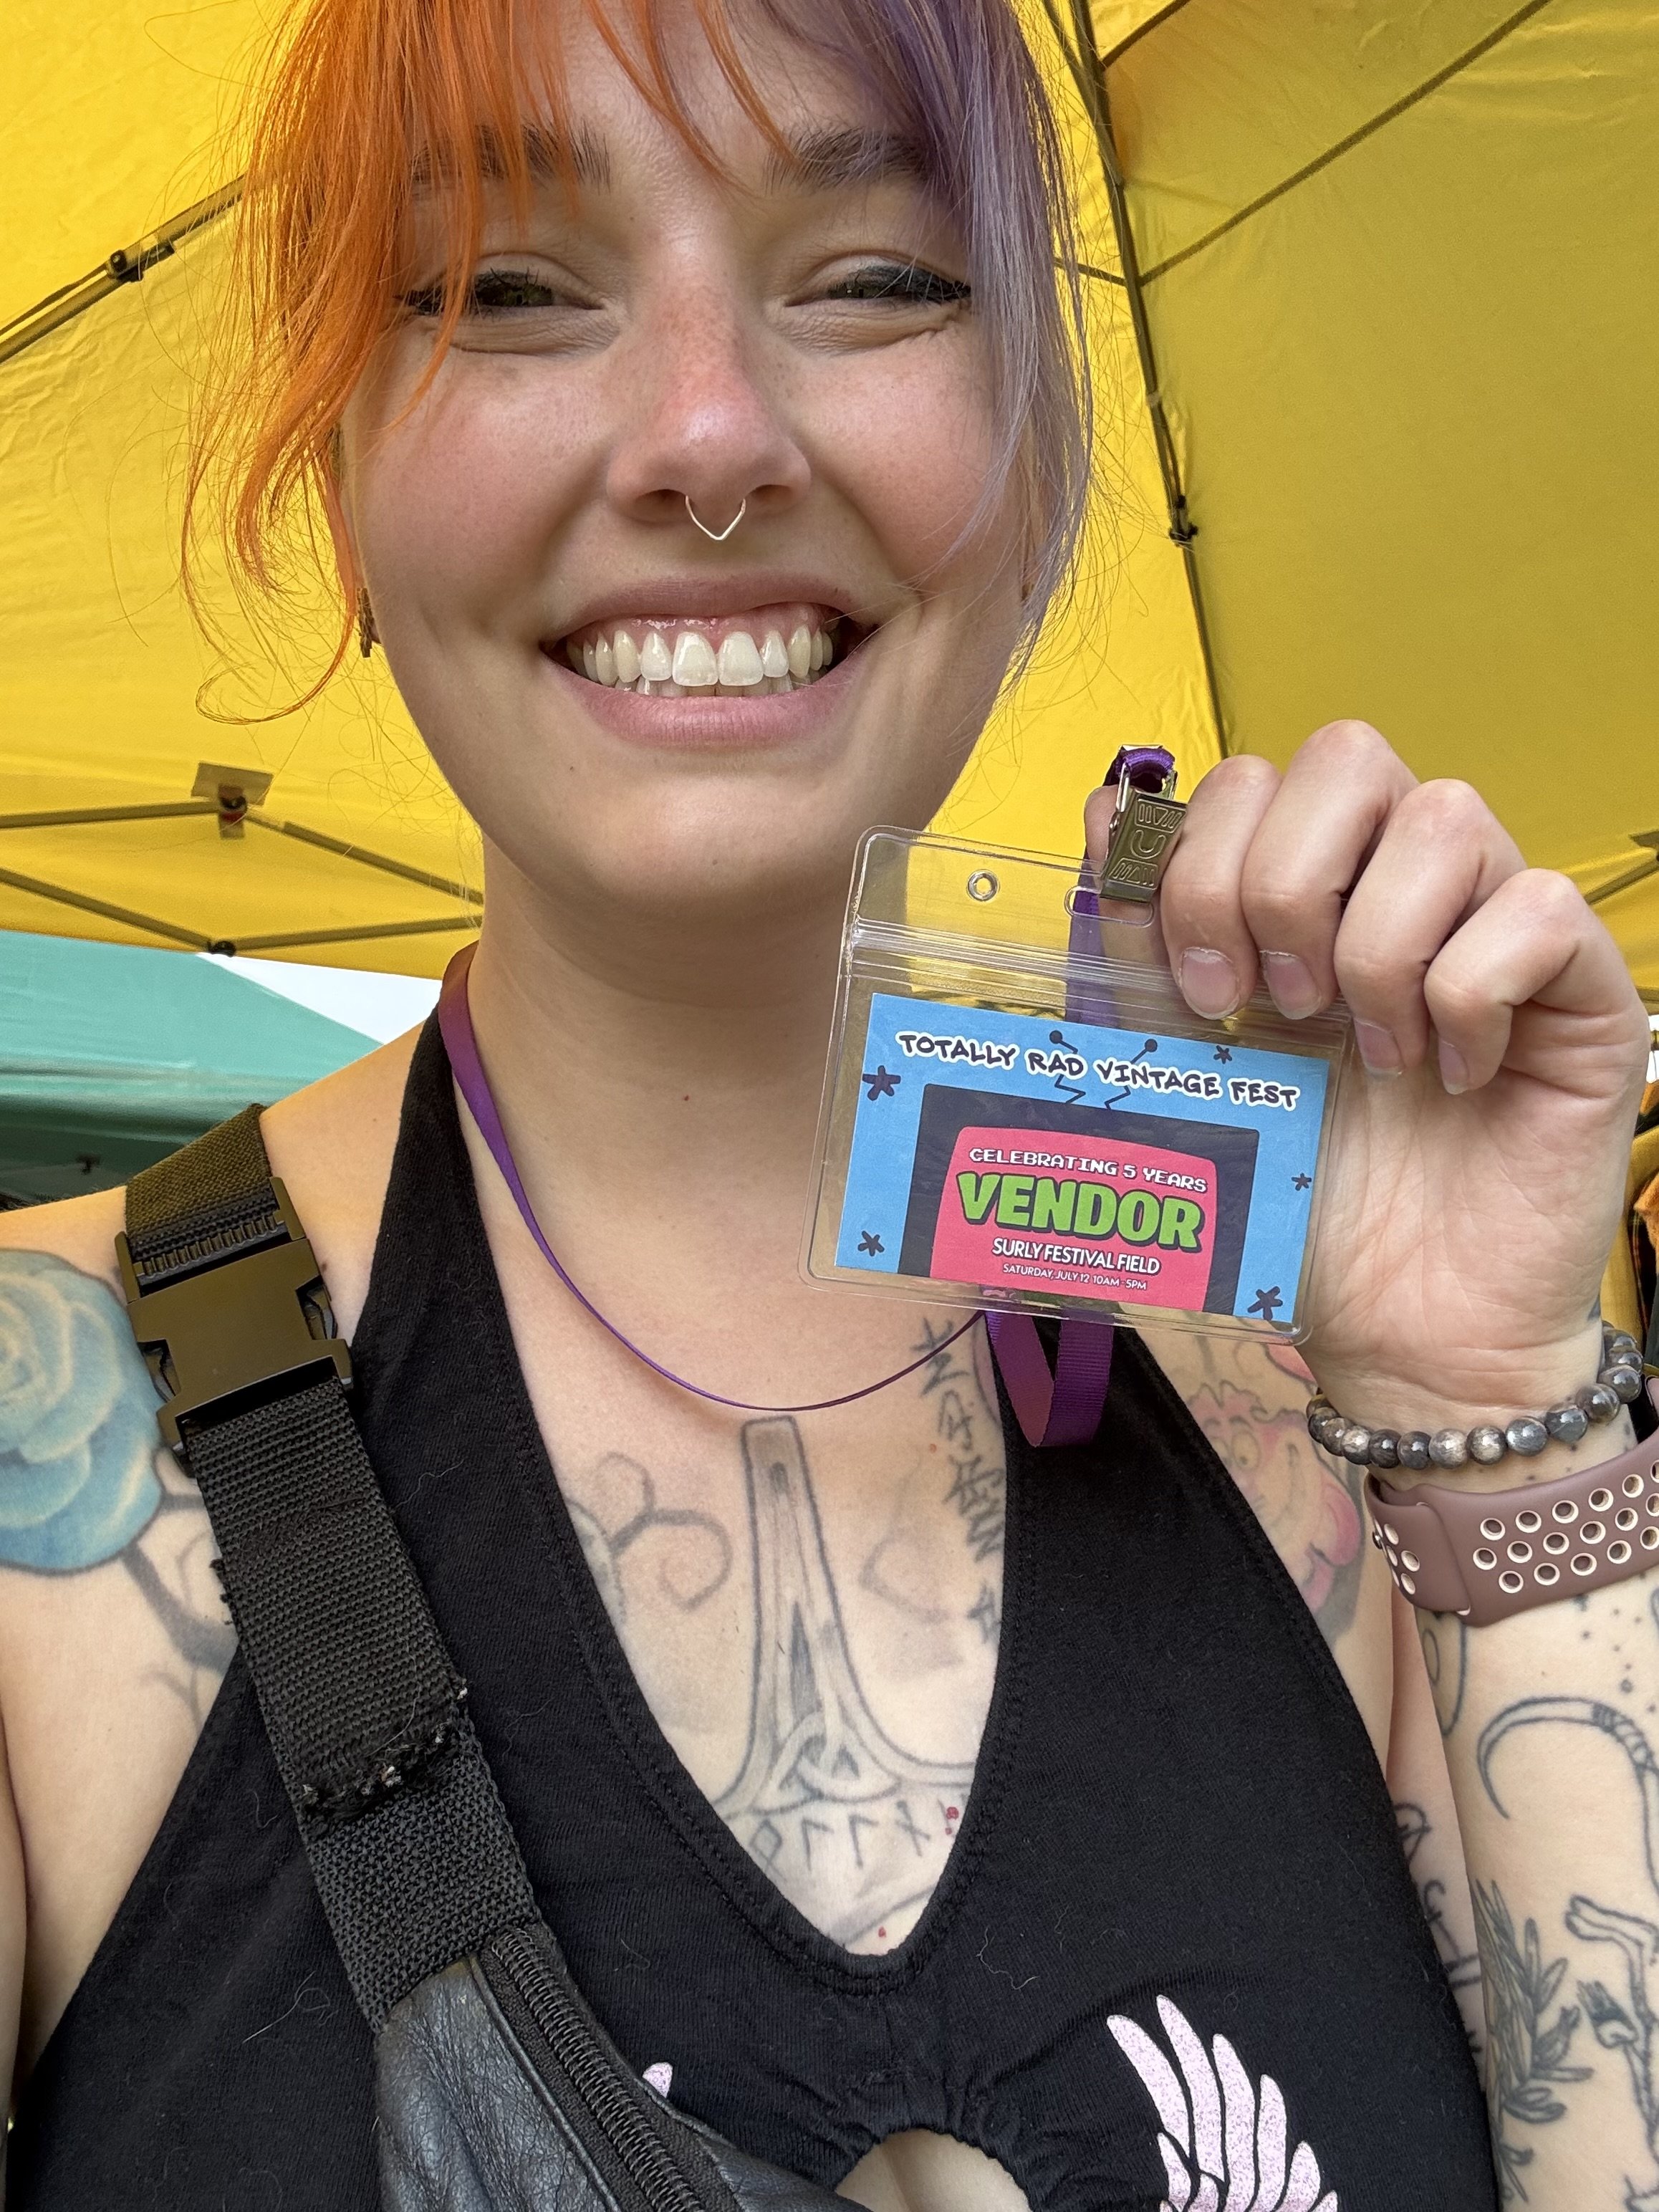 TOTALLY RAD VINTAGE FEST
CELEBRATING 5 YEARS
VENDOR
SURLY FESTIVAL FIELD
SATURDAY, JULY 12 10AM-5PM